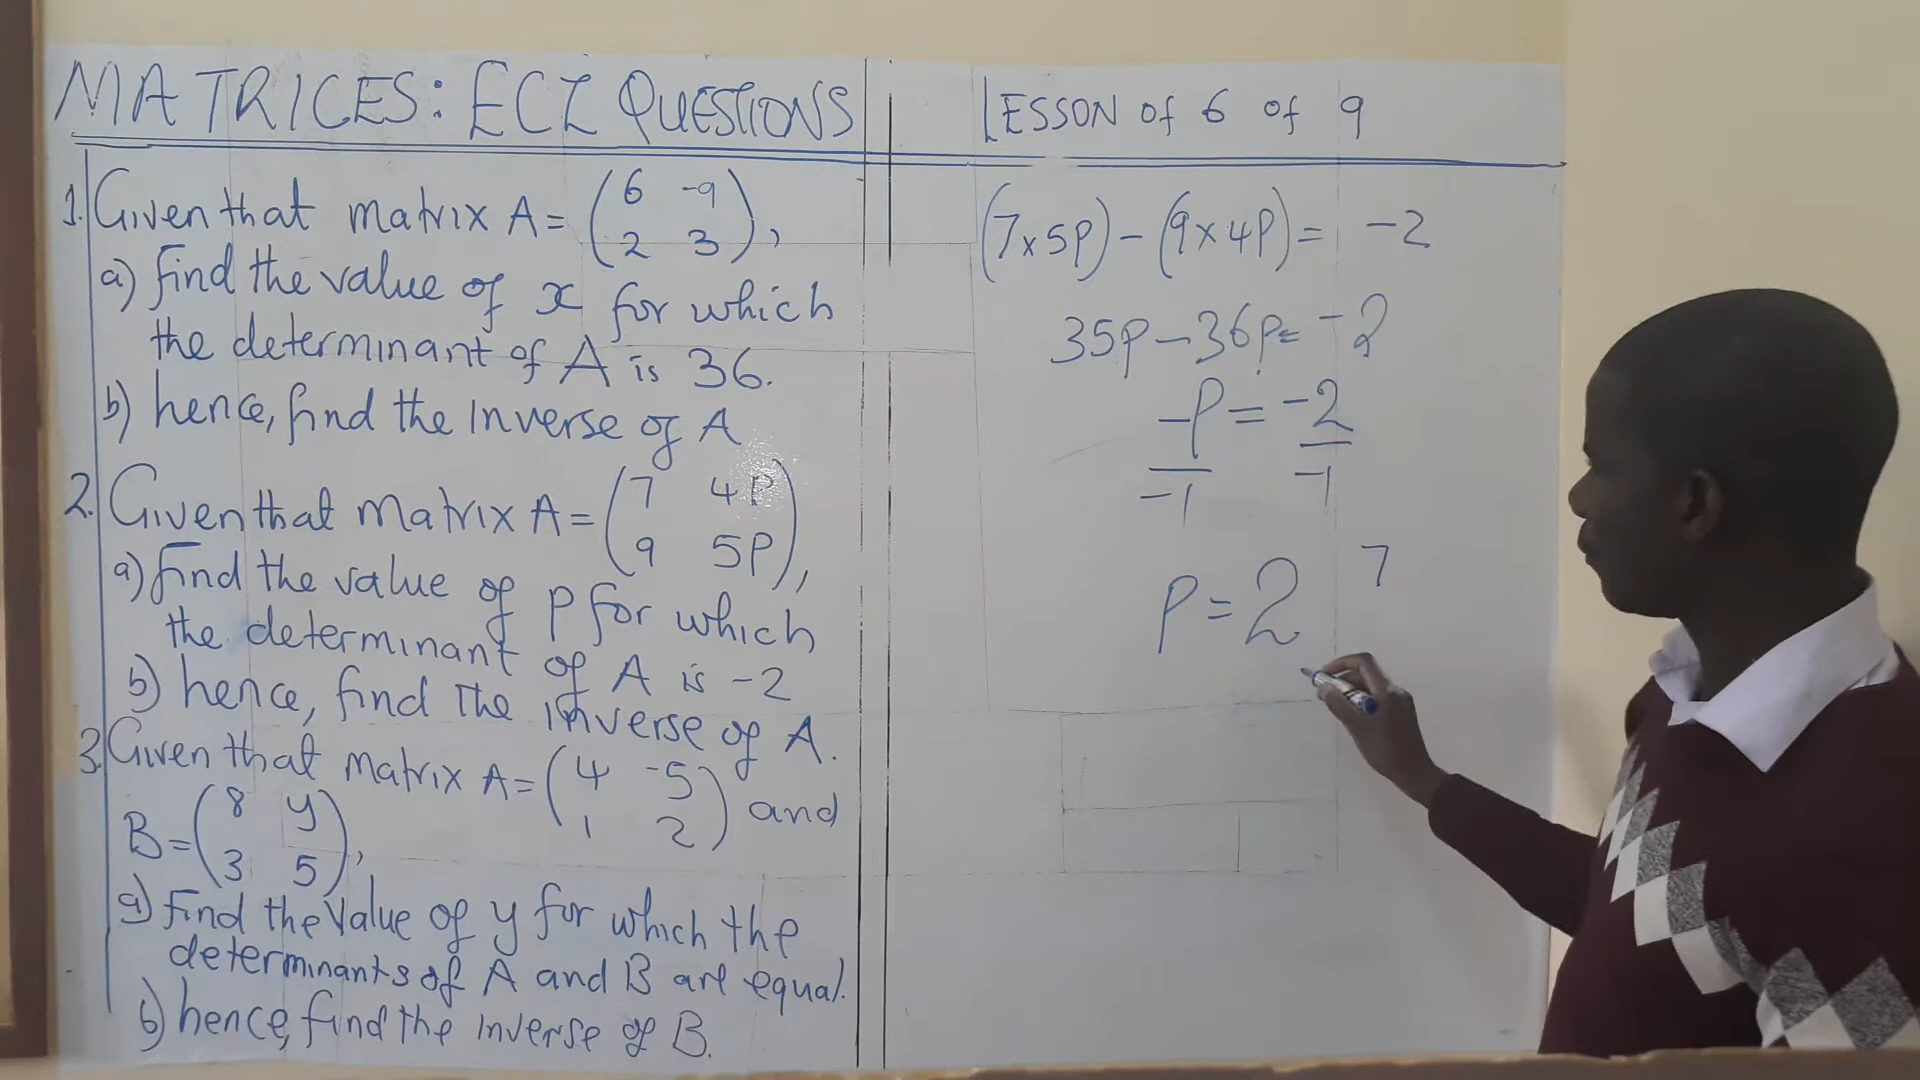 MATRICES: ECZ QUESTIONS
1. Given that matrix A= (6 -9
2 3),
a) find the value of x for which
the determinant of A is 36.
b) hence, find the inverse of A
2. Given that matrix A= (7 4P
9 5P),
a) find the value of p for which
the determinant of A is -2
b) hence, find the inverse of A.
3. Given that matrix A= (4 -5
1 2) and
B= (8 y
3 5),
a) Find the value of y for which the
determinants of A and B are equal.
b) hence, find the inverse of B.
LESSON of 6 of 9
(7x5p) - (9x4p) = -2
35p - 36p = -2
-p = -2
-1 -1
p = 2
7